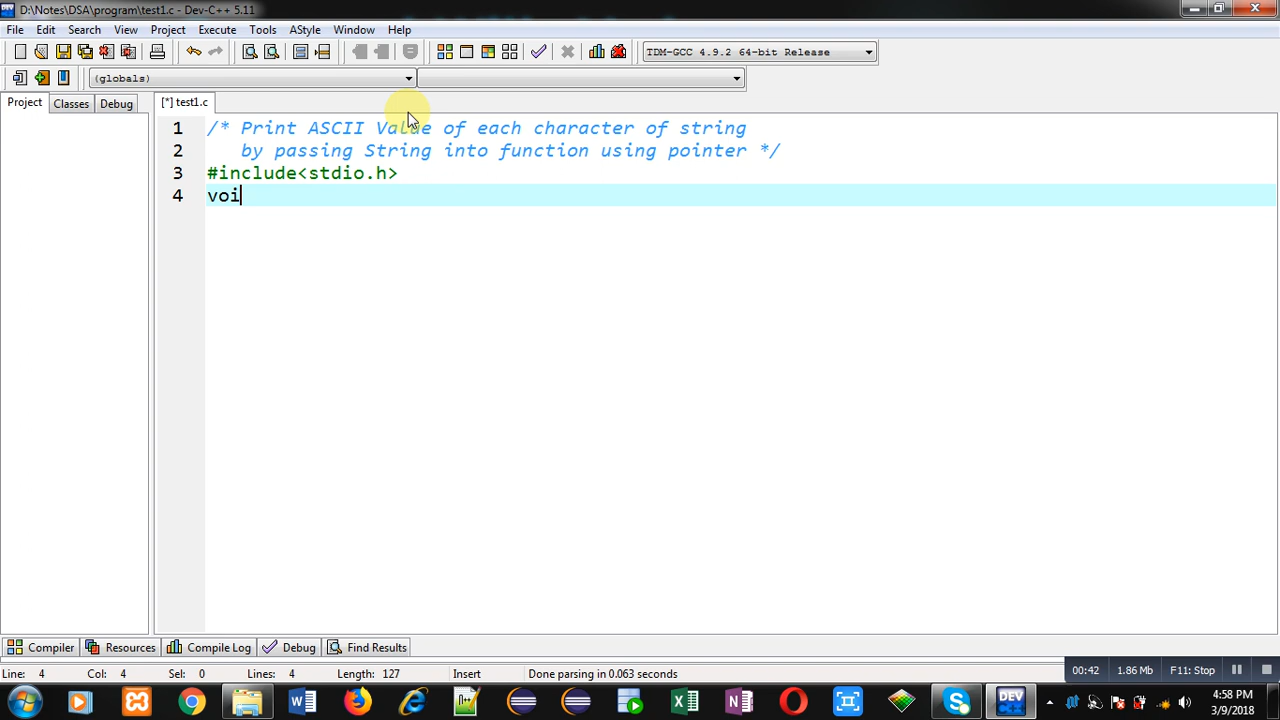 D:\Notes\DSA\program\test1.c - Dev-C++ 5.11
File Edit Search View Project Execute Tools AStyle Window Help
TDM-GCC 4.9.2 64-bit Release
(globals)
Project Classes Debug [*] test1.c
1 /* Print ASCII Value of each character of string
2 by passing String into function using pointer */
3 #include<stdio.h>
4 voi
Compiler Resources Compile Log Debug Find Results
Line: 4 Col: 4 Sel: 0 Lines: 4 Length: 127 Insert Done parsing in 0.063 seconds
00:42 1.86 Mb F11: Stop
DEV C++
4:58 PM
3/9/2018